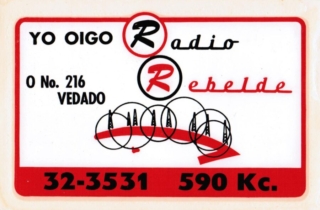 YO OIGO Radio
Rebelde
O No. 216
VEDADO
32-3531 590 Kc.